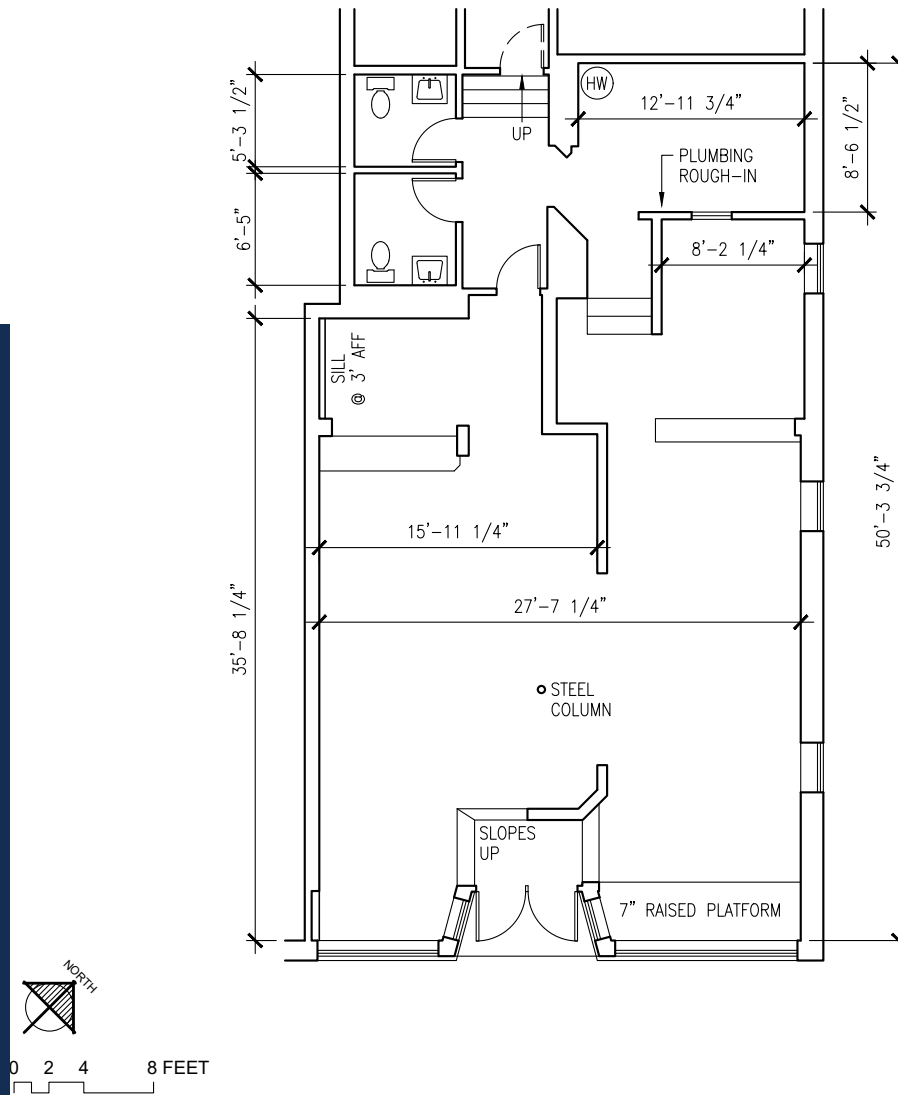 5'-3 1/2"
6'-5"
35'-8 1/4"
HW
12'-11 3/4"
8'-6 1/2"
UP
PLUMBING
ROUGH-IN
8'-2 1/4"
SILL
@ 3' AFF
50'-3 3/4"
15'-11 1/4"
27'-7 1/4"
STEEL
COLUMN
SLOPES
UP
7" RAISED PLATFORM
NORTH
0 2 4 8 FEET